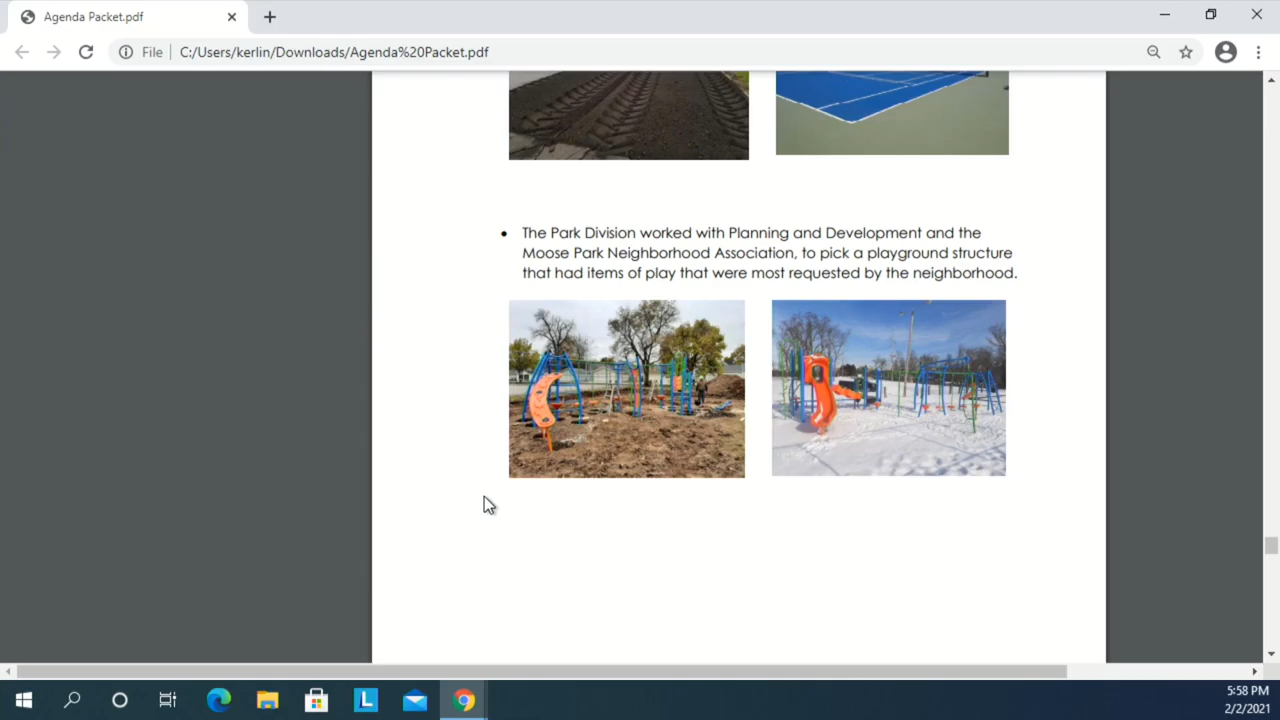 Agenda Packet.pdf
File
C:/Users/kerlin/Downloads/Agenda%20Packet.pdf
• The Park Division worked with Planning and Development and the
Moose Park Neighborhood Association, to pick a playground structure
that had items of play that were most requested by the neighborhood.
L
5:58 PM
2/2/2021